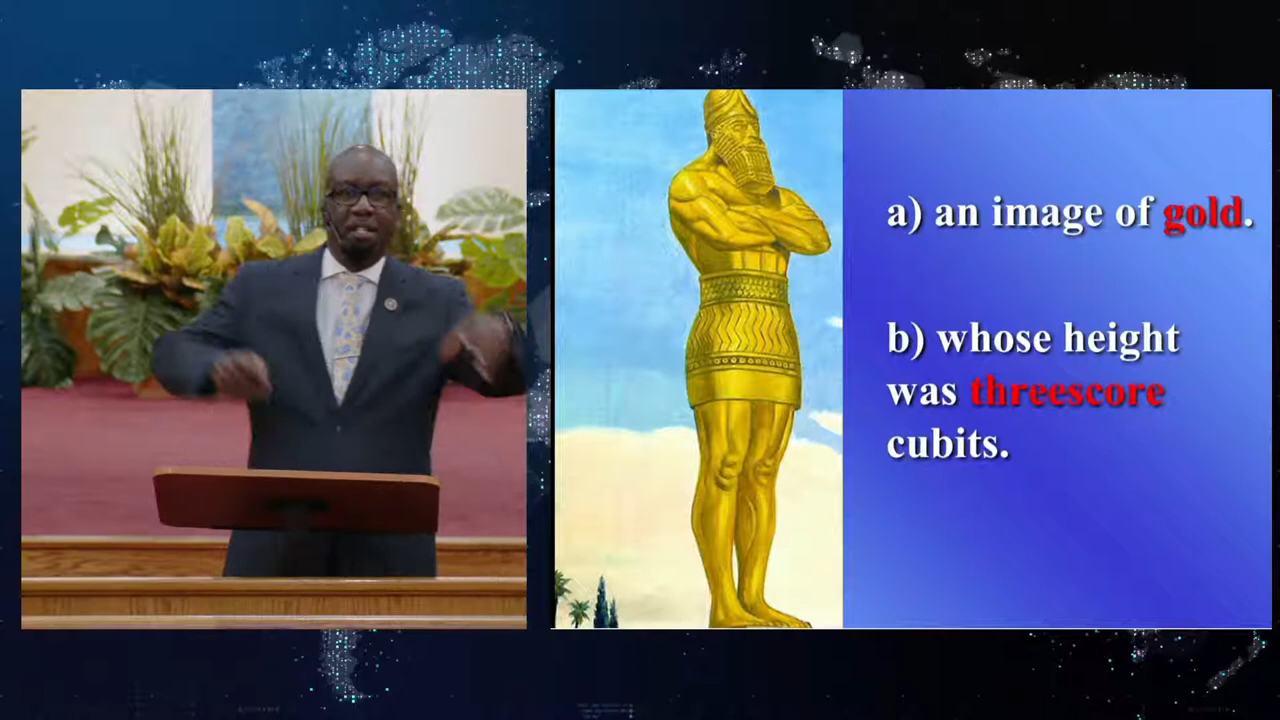 a) an image of gold.
b) whose height
was threescore
cubits.